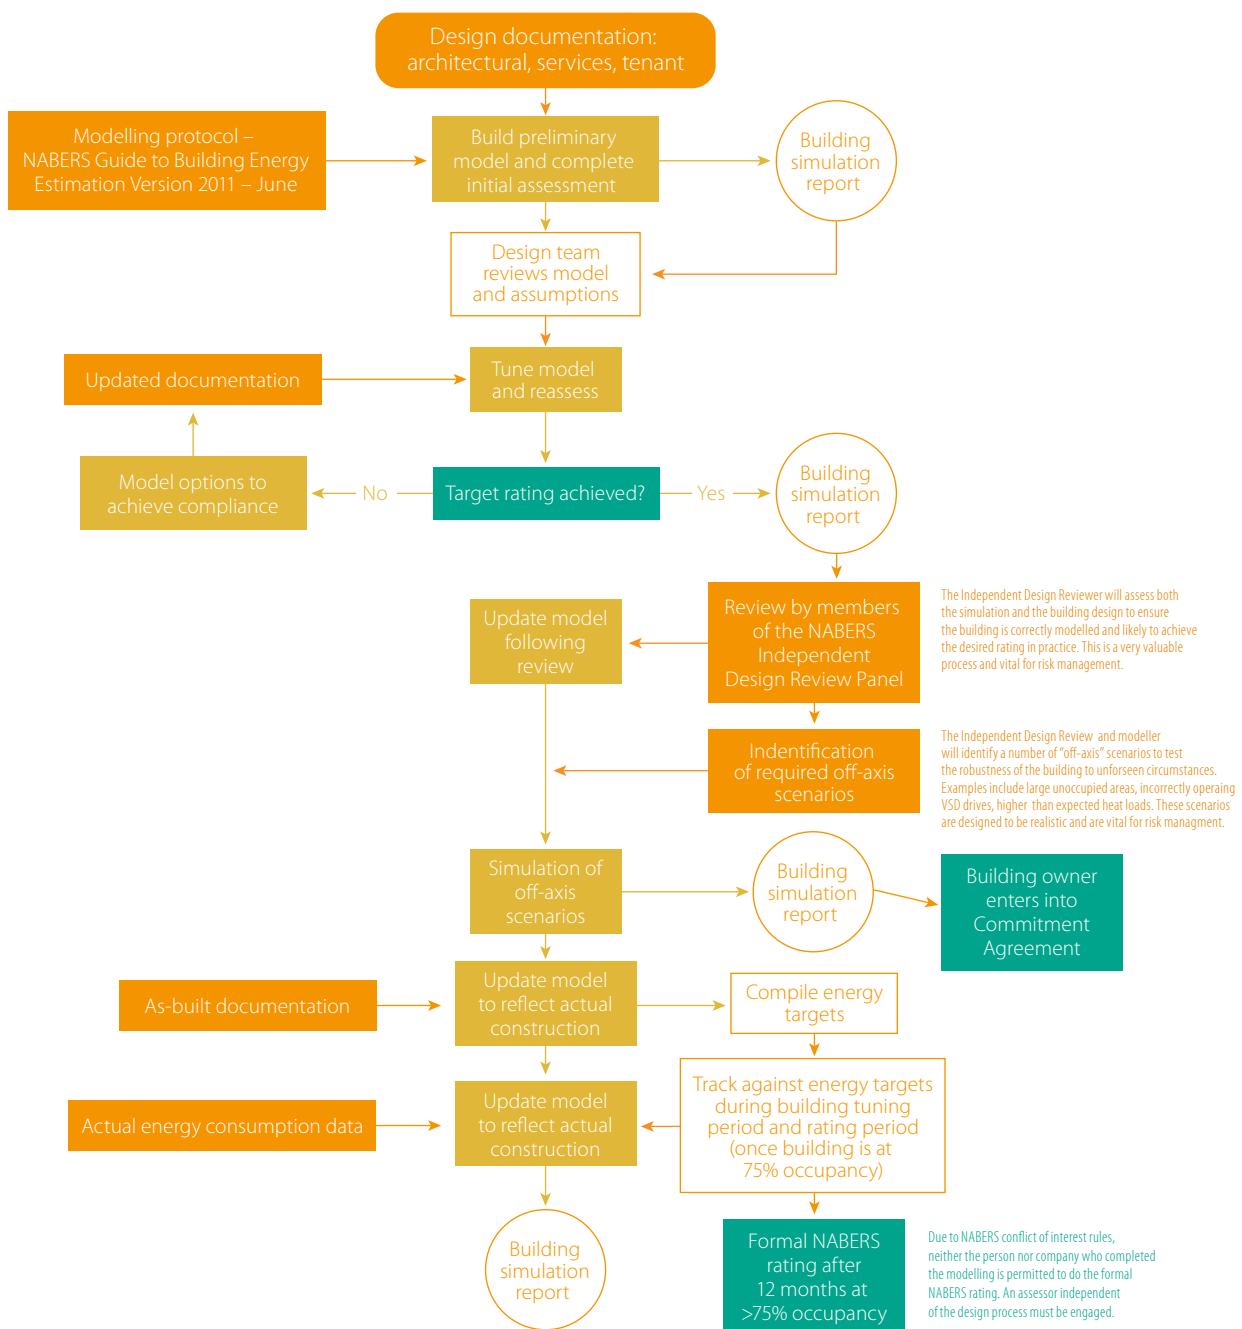 Design documentation:
architectural, services, tenant
Modelling protocol –
NABERS Guide to Building Energy
Estimation Version 2011 – June
Build preliminary
model and complete
initial assessment
Building
simulation
report
Design team
reviews model
and assumptions
Updated documentation
Tune model
and reassess
Model options to
achieve compliance
No
Target rating achieved?
Yes
Building
simulation
report
Update model
following
review
Review by members
of the NABERS
Independent
Design Review Panel
The Independent Design Reviewer will assess both
the simulation and the building design to ensure
the building is correctly modelled and likely to achieve
the desired rating in practice. This is a very valuable
process and vital for risk management.
Indentification
of required off-axis
scenarios
The Independent Design Review and modeller
will identify a number of "off-axis" scenarios to test
the robustness of the building to unforseen circumstances.
Examples include large unoccupied areas, incorrectly operaing
VSD drives, higher than expected heat loads. These scenarios
are designed to be realistic and are vital for risk managment.
Simulation of
off-axis
scenarios
Building
simulation
report
Building owner
enters into
Commitment
Agreement
As-built documentation
Update model
to reflect actual
construction
Compile energy
targets
Actual energy consumption data
Update model
to reflect actual
construction
Track against energy targets
during building tuning
period and rating period
(once building is at
75% occupancy)
Building
simulation
report
Formal NABERS
rating after
12 months at
>75% occupancy
Due to NABERS conflict of interest rules,
neither the person nor company who completed
the modelling is permitted to do the formal
NABERS rating. An assessor independent
of the design process must be engaged.